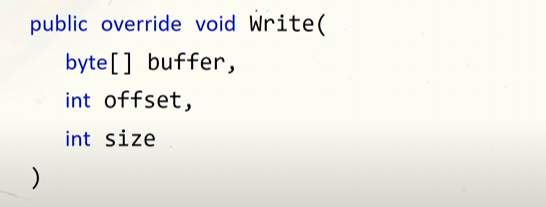 public override void Write(
byte[] buffer,
int offset,
int size
)